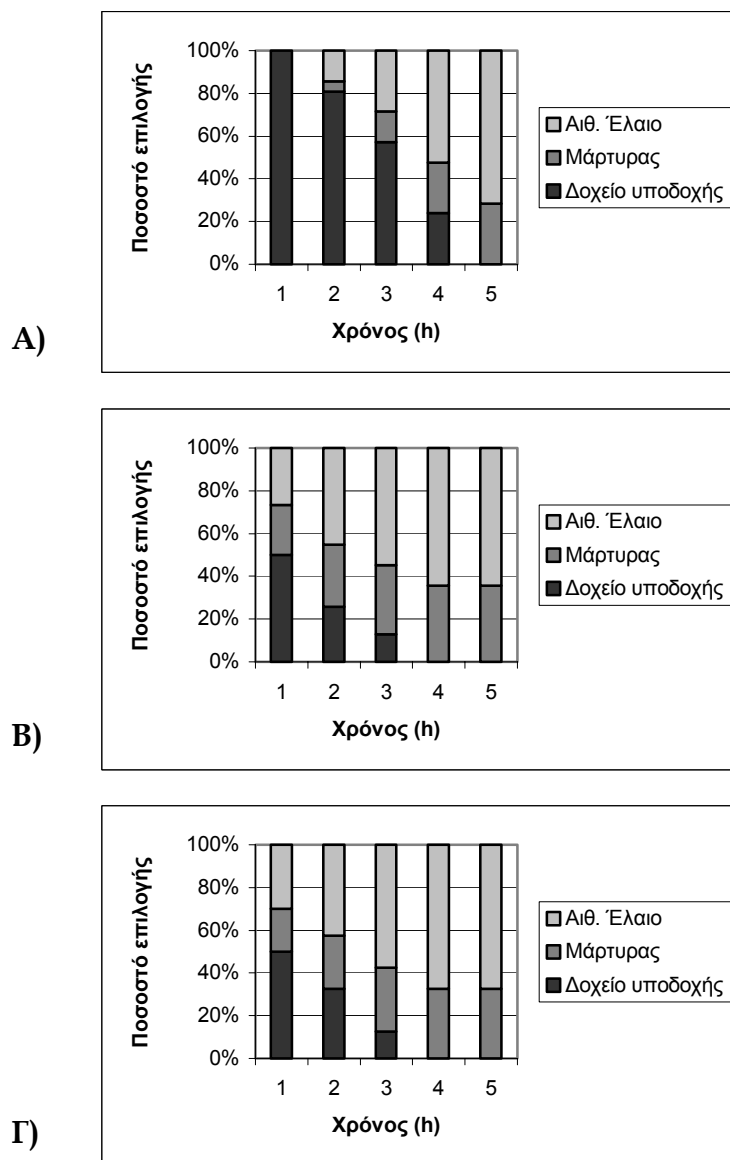 Α)
Ποσοστό επιλογής
100%
80%
60%
40%
20%
0%
1 2 3 4 5
Χρόνος (h)
Αιθ. Έλαιο
Μάρτυρας
Δοχείο υποδοχής
Β)
Ποσοστό επιλογής
100%
80%
60%
40%
20%
0%
1 2 3 4 5
Χρόνος (h)
Αιθ. Έλαιο
Μάρτυρας
Δοχείο υποδοχής
Γ)
Ποσοστό επιλογής
100%
80%
60%
40%
20%
0%
1 2 3 4 5
Χρόνος (h)
Αιθ. Έλαιο
Μάρτυρας
Δοχείο υποδοχής